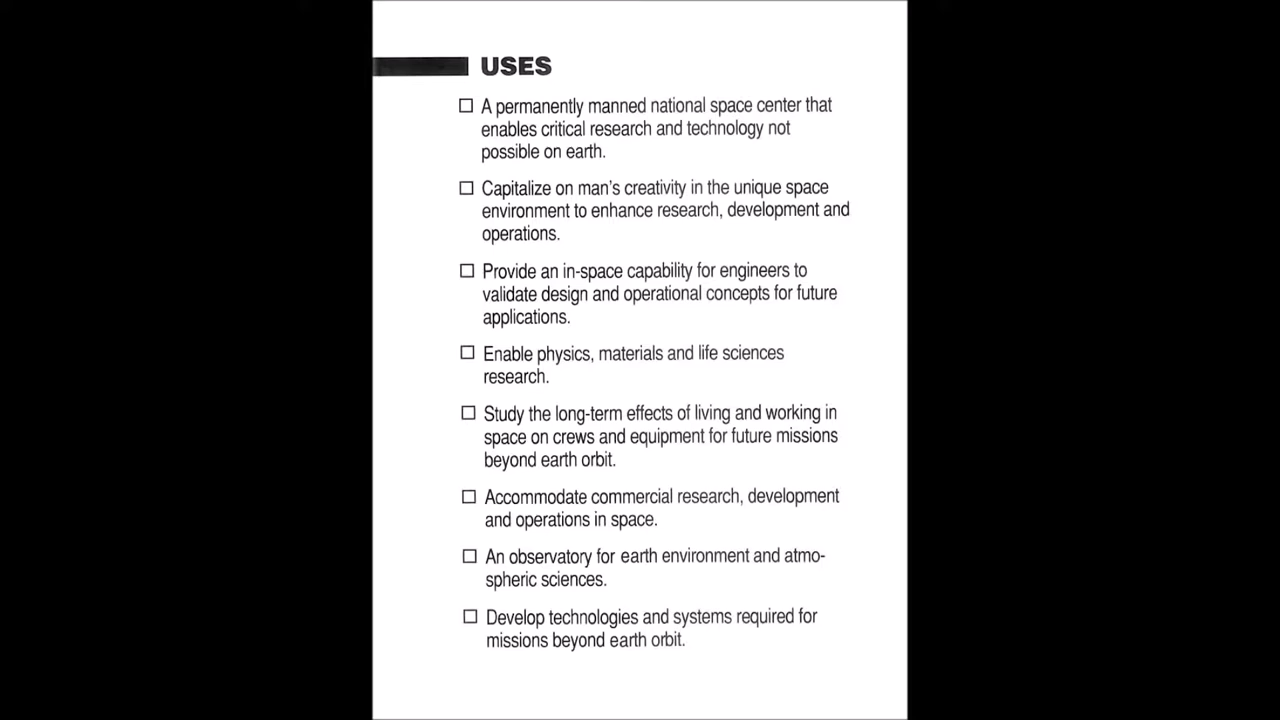 USES
☐ A permanently manned national space center that
enables critical research and technology not
possible on earth.
☐ Capitalize on man's creativity in the unique space
environment to enhance research, development and
operations.
☐ Provide an in-space capability for engineers to
validate design and operational concepts for future
applications.
☐ Enable physics, materials and life sciences
research.
☐ Study the long-term effects of living and working in
space on crews and equipment for future missions
beyond earth orbit.
☐ Accommodate commercial research, development
and operations in space.
☐ An observatory for earth environment and atmo-
spheric sciences.
☐ Develop technologies and systems required for
missions beyond earth orbit.